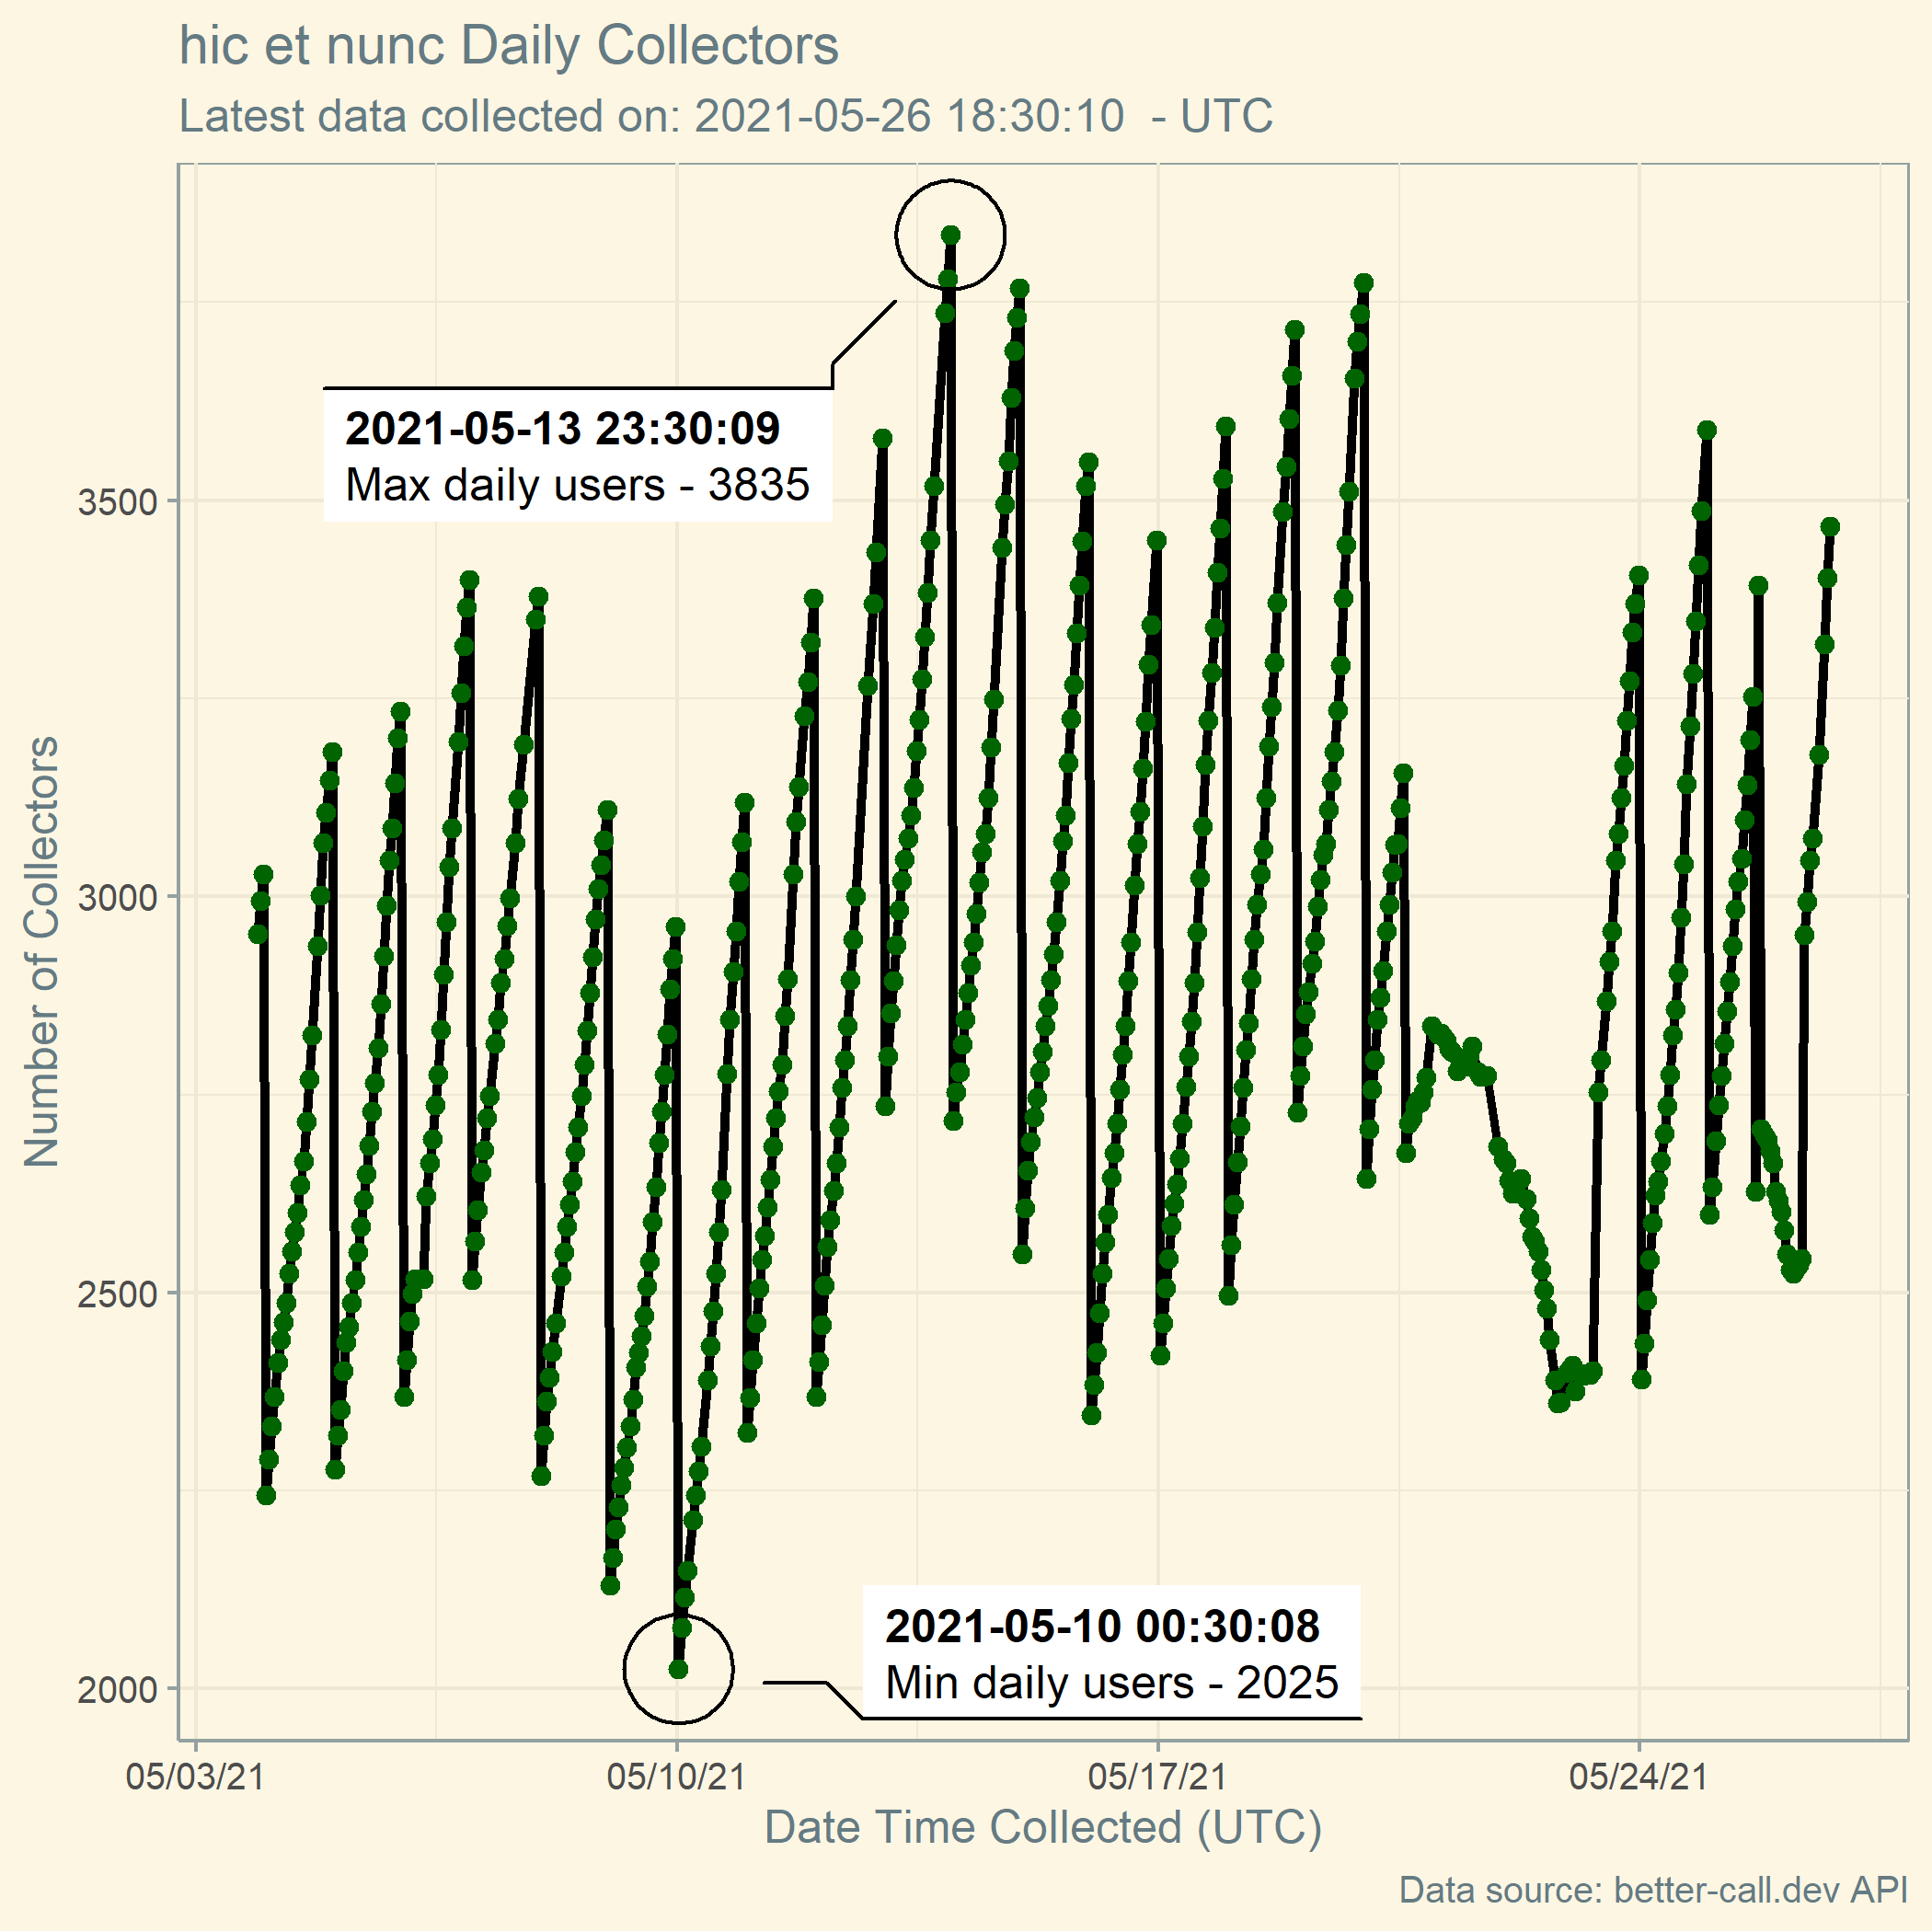 hic et nunc Daily Collectors
Latest data collected on: 2021-05-26 18:30:10  - UTC
2021-05-13 23:30:09
Max daily users - 3835
3500
3000
2500
2000
Number of Collectors
2021-05-10 00:30:08
Min daily users - 2025
05/03/21
05/10/21
05/17/21
05/24/21
Date Time Collected (UTC)
Data source: better-call.dev API